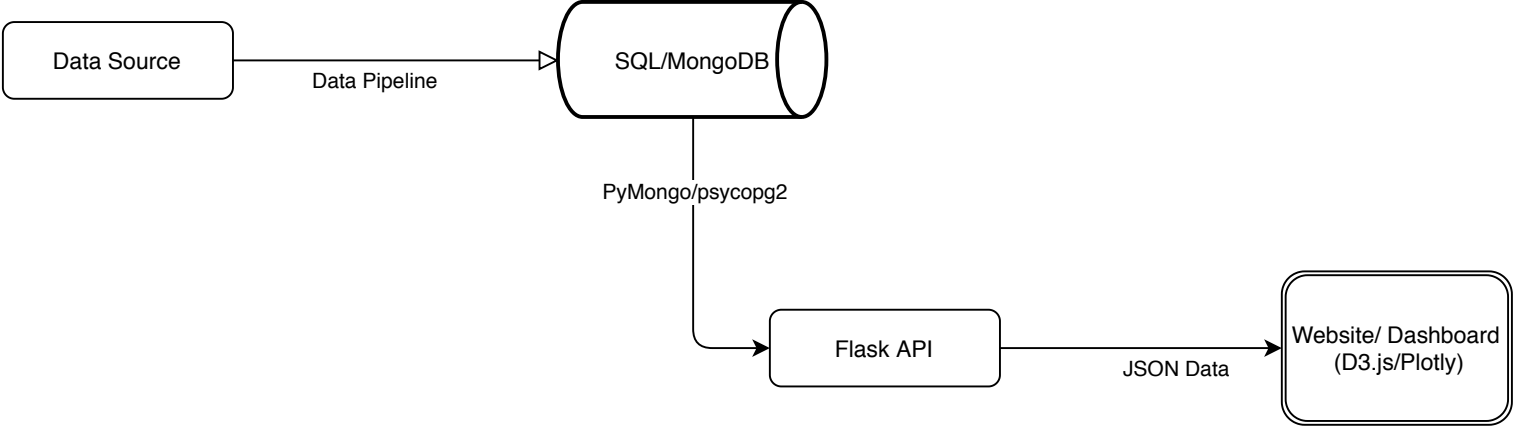 Data Source
Data Pipeline
SQL/MongoDB
PyMongo/psycopg2
Flask API
JSON Data
Website/ Dashboard
(D3.js/Plotly)